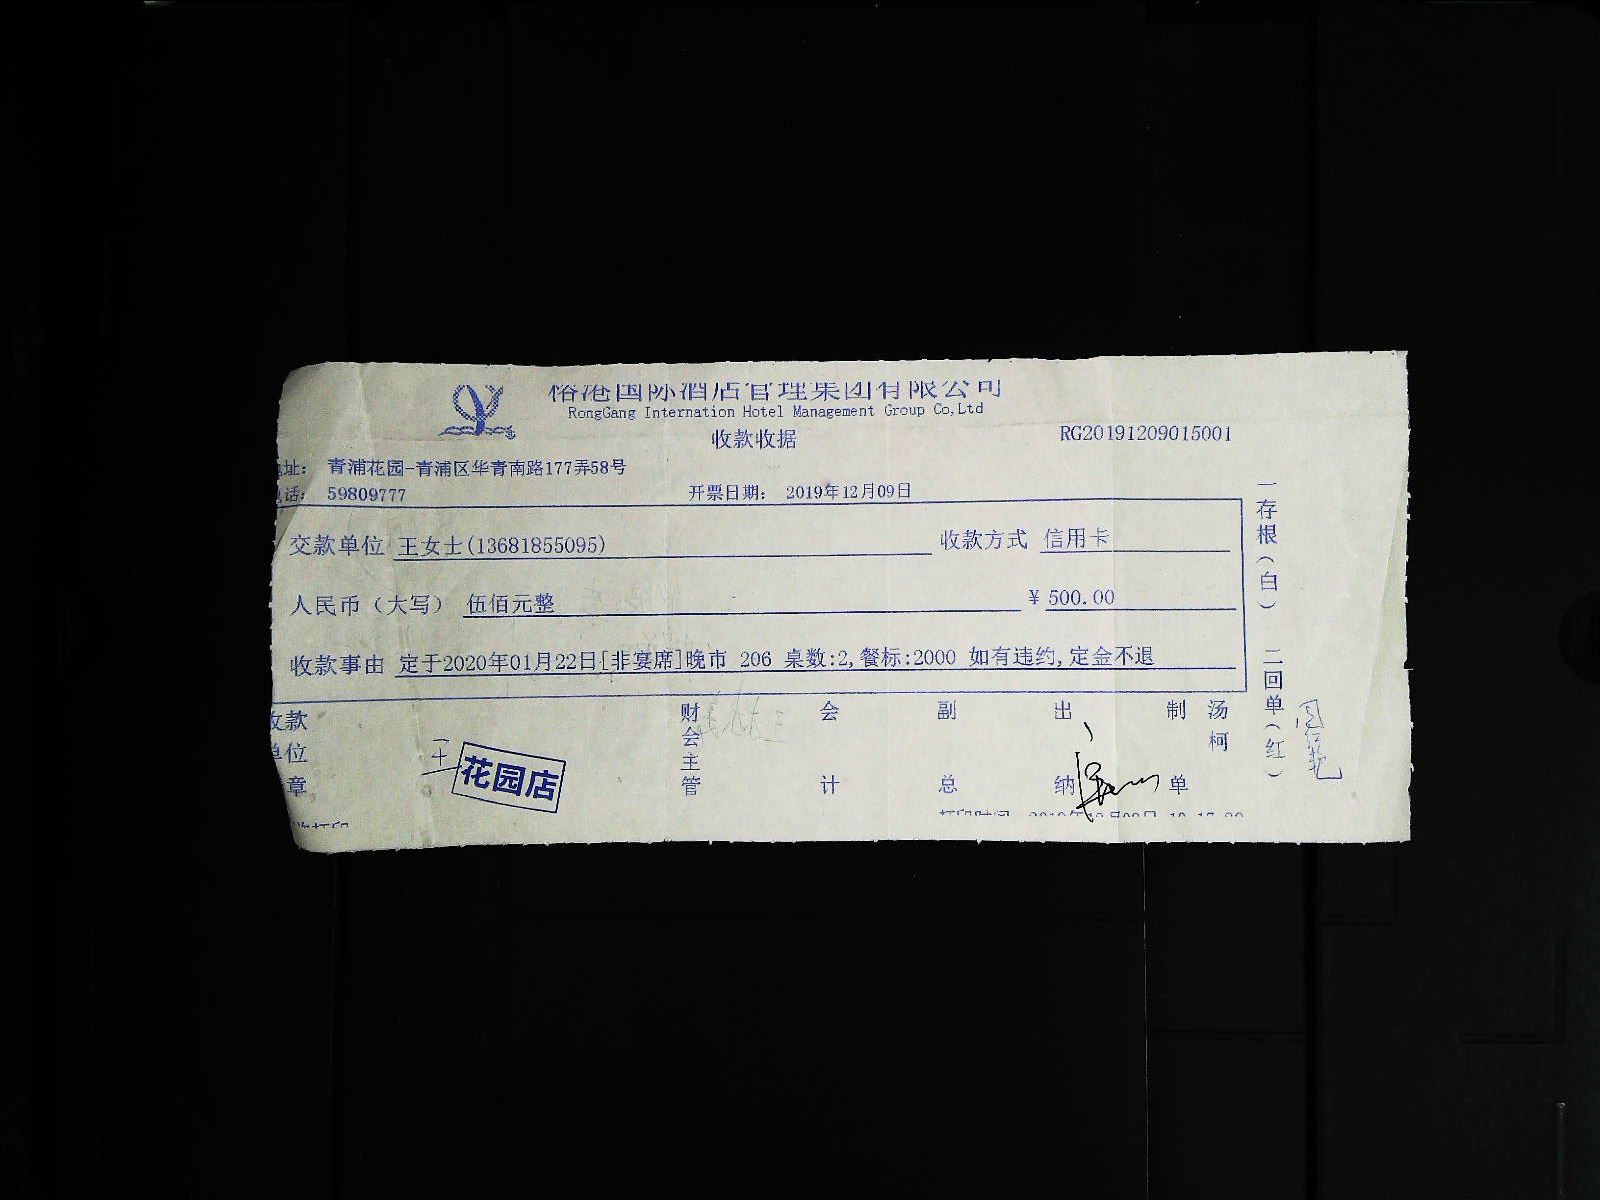 港国际酒店管理集团有限公司
RongGang Internation Hotel Management Group Co,Ltd
收款收据
RG20191209015001
址： 青浦花园-青浦区华青南路177弄58号
话： 59809777
开票日期： 2019年12月09日
交款单位 王女士(13681855095)
收款方式 信用卡
人民币（大写） 伍佰元整
¥ 500.00
收款事由 定于2020年01月22日[非宴席]晚市 206 桌数:2,餐标:2000 如有违约,定金不退
收款单位章
花园店
财会主管
会计
副总
出纳
制单
汤柯
一存根（白） 二回单（红）